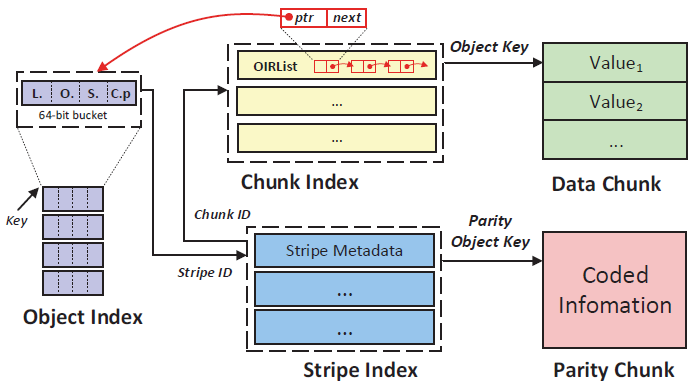 ptr next
OIRList
...
...
Chunk Index
Object Key
Value1
Value2
...
Data Chunk
L. O. S. C.p
64-bit bucket
Key
Object Index
Chunk ID
Stripe ID
Stripe Metadata
...
...
Stripe Index
Parity
Object Key
Coded
Infomation
Parity Chunk